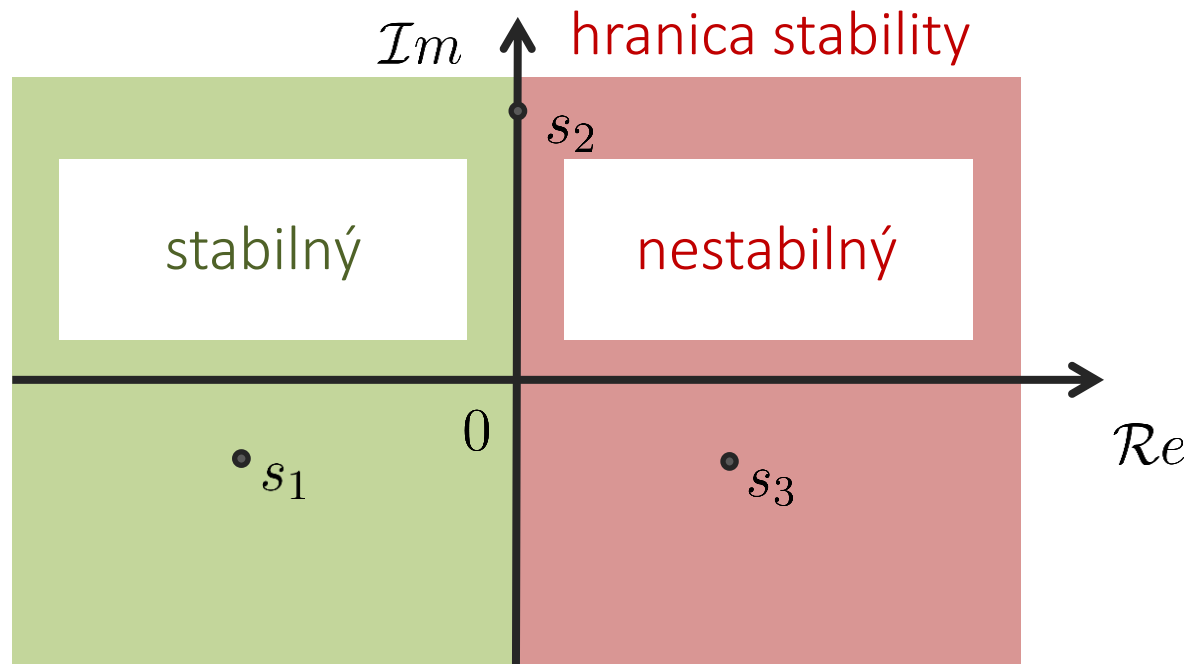 ℐm
hranica stability
s₂
stabilný
nestabilný
0
ℛe
s₁
s₃